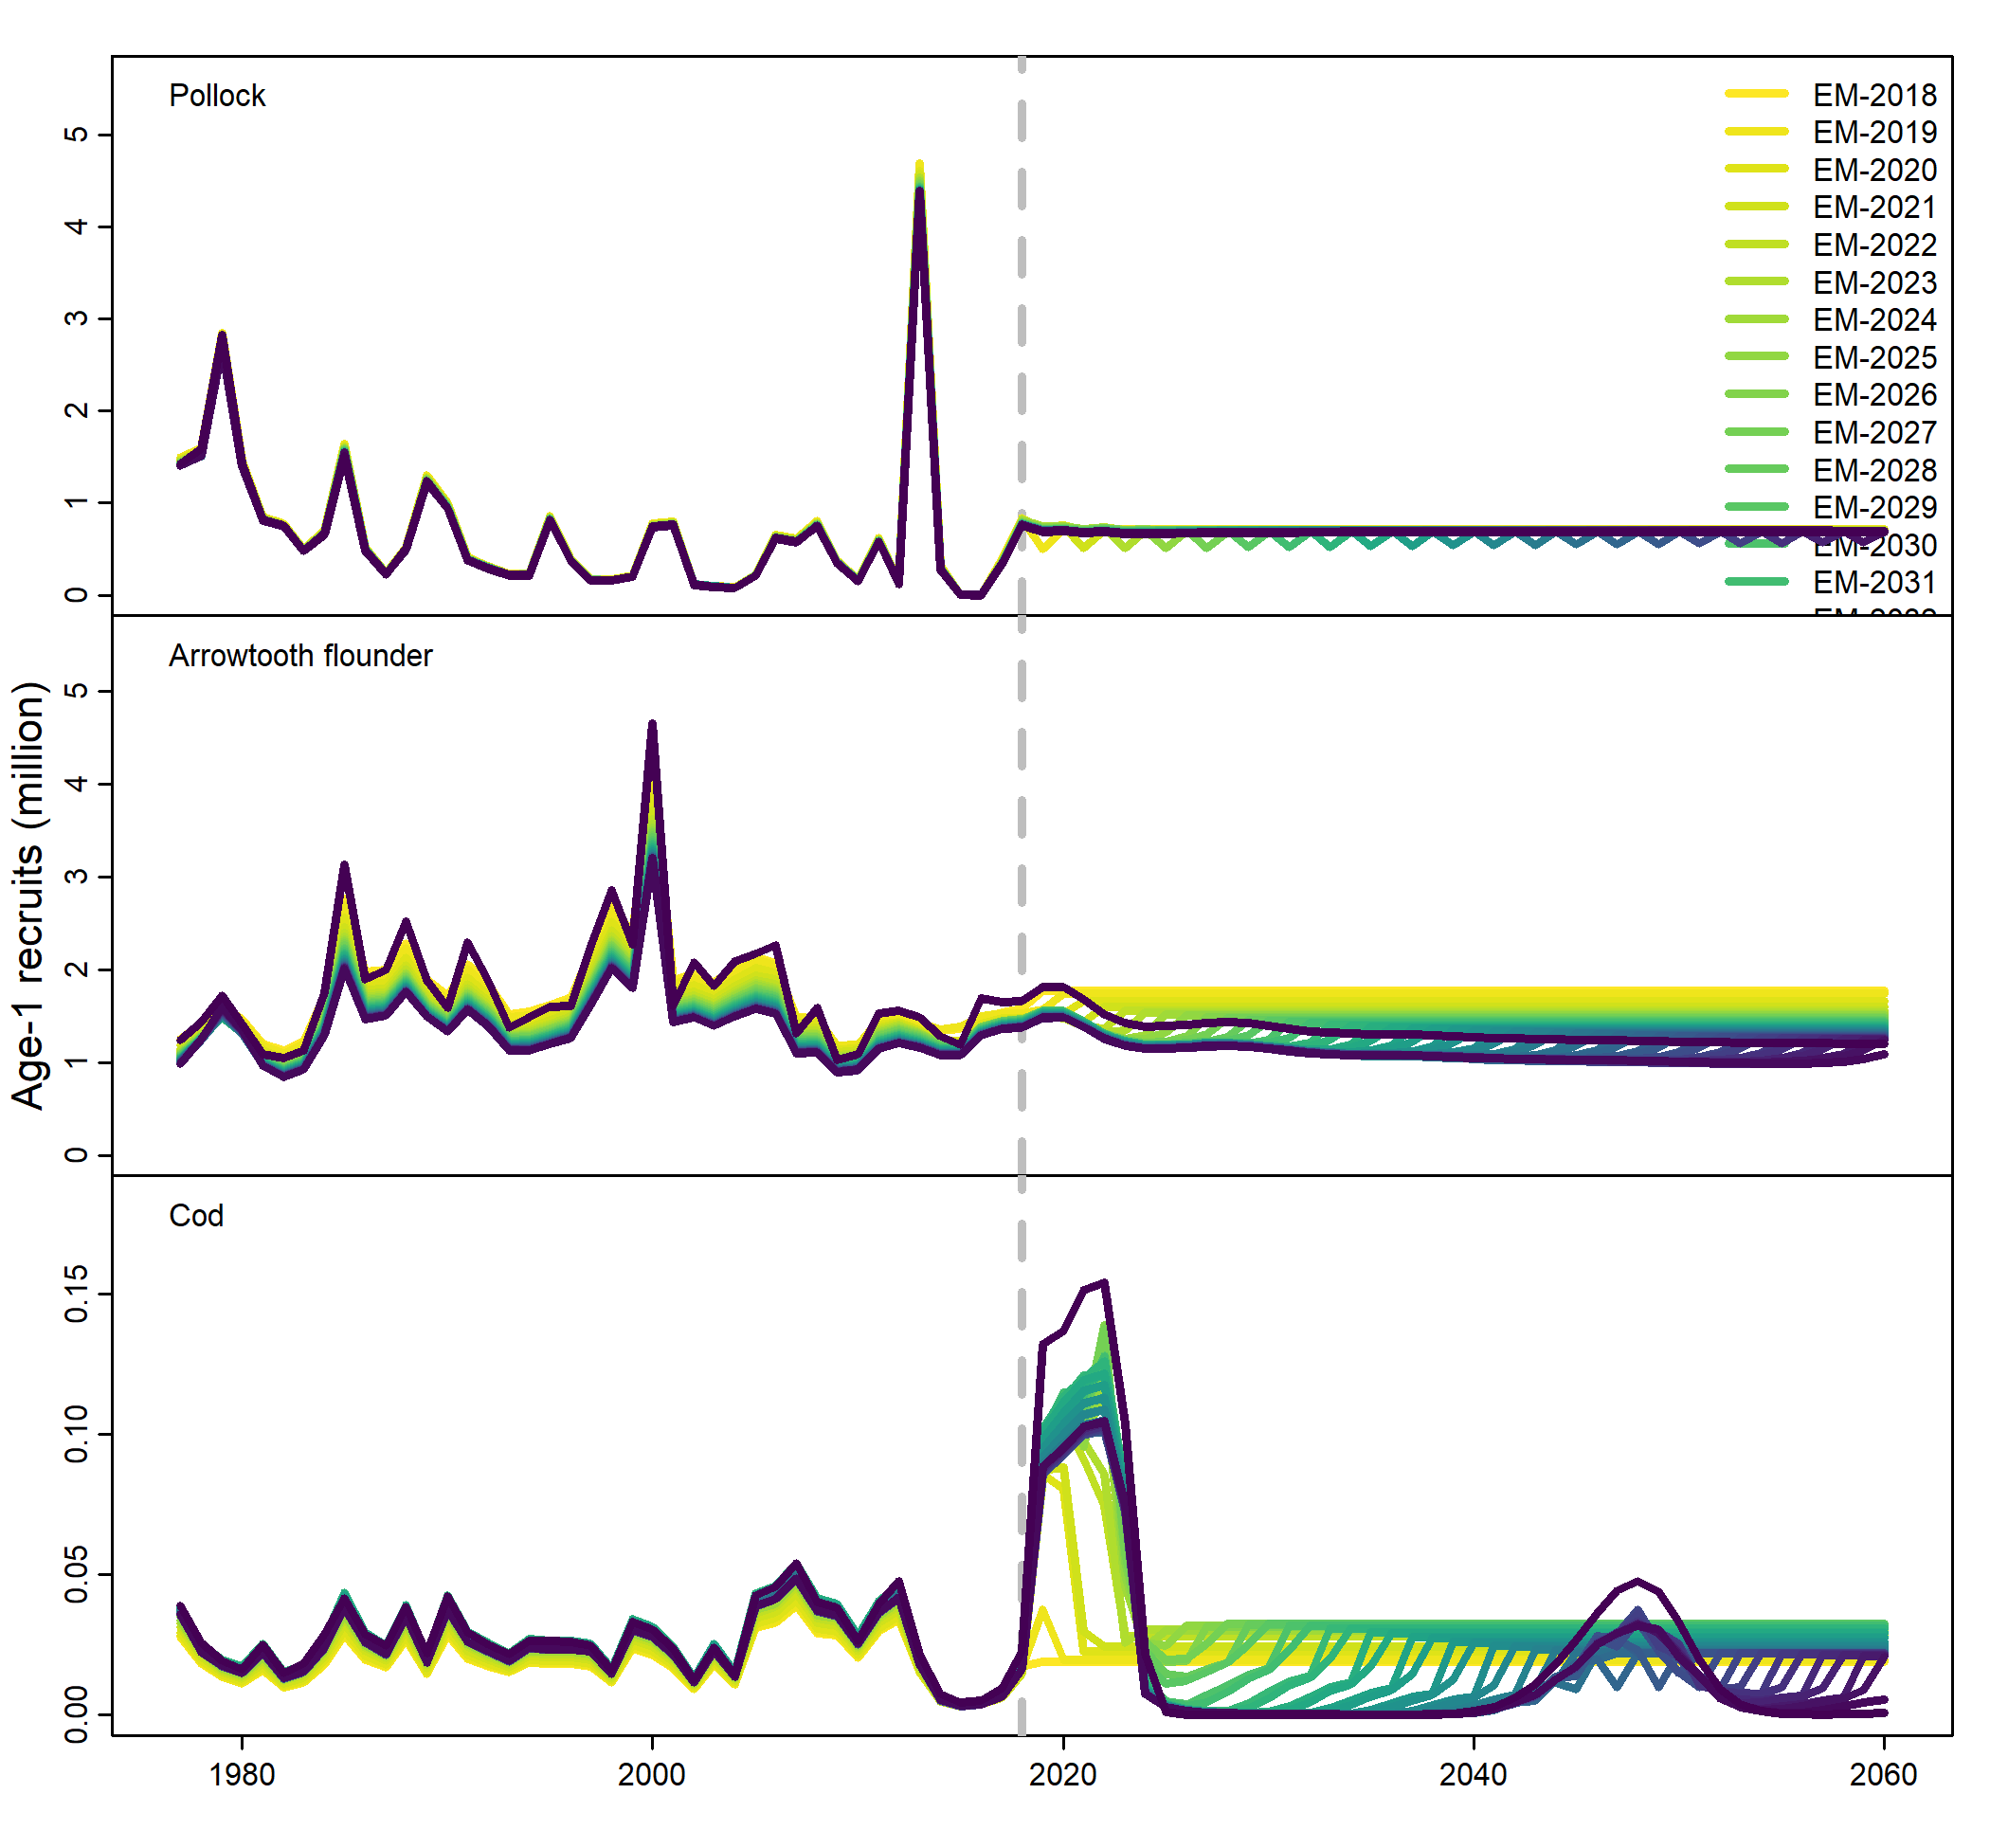 Pollock
EM-2018
EM-2019
EM-2020
EM-2021
EM-2022
EM-2023
EM-2024
EM-2025
EM-2026
EM-2027
EM-2028
EM-2029
EM-2030
EM-2031
5
4
3
2
1
0
Arrowtooth flounder
5
4
3
2
1
0
Age-1 recruits (million)
Cod
0.15
0.10
0.05
0.00
1980 2000 2020 2040 2060